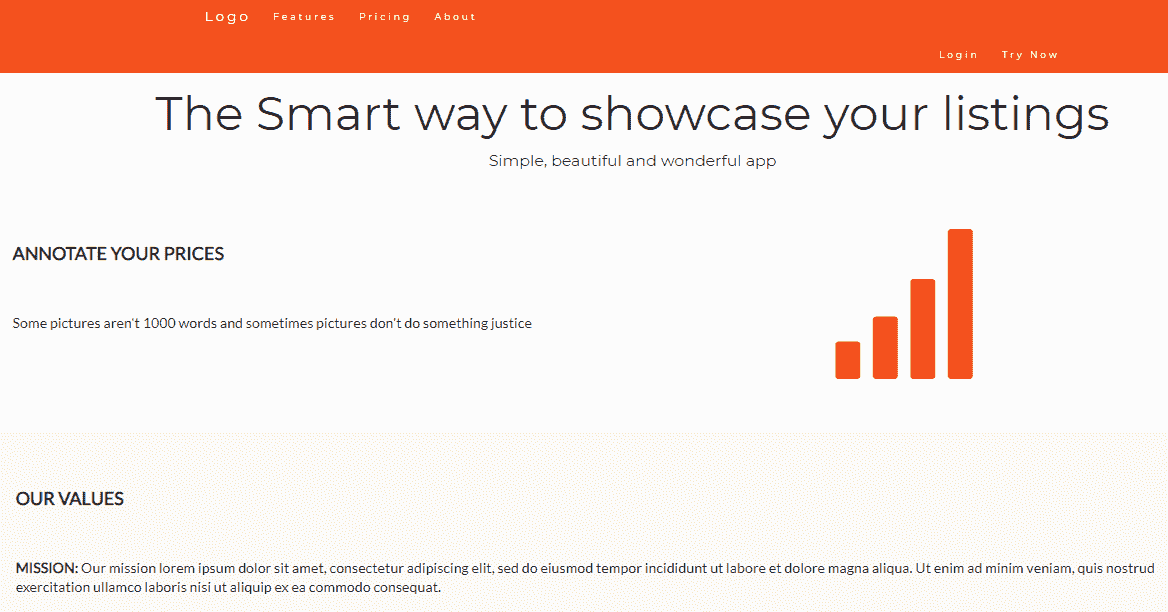 Logo Features Pricing About
Login Try Now
The Smart way to showcase your listings
Simple, beautiful and wonderful app
ANNOTATE YOUR PRICES
Some pictures aren't 1000 words and sometimes pictures don't do something justice
OUR VALUES
MISSION: Our mission lorem ipsum dolor sit amet, consectetur adipiscing elit, sed do eiusmod tempor incididunt ut labore et dolore magna aliqua. Ut enim ad minim veniam, quis nostrud
exercitation ullamco laboris nisi ut aliquip ex ea commodo consequat.